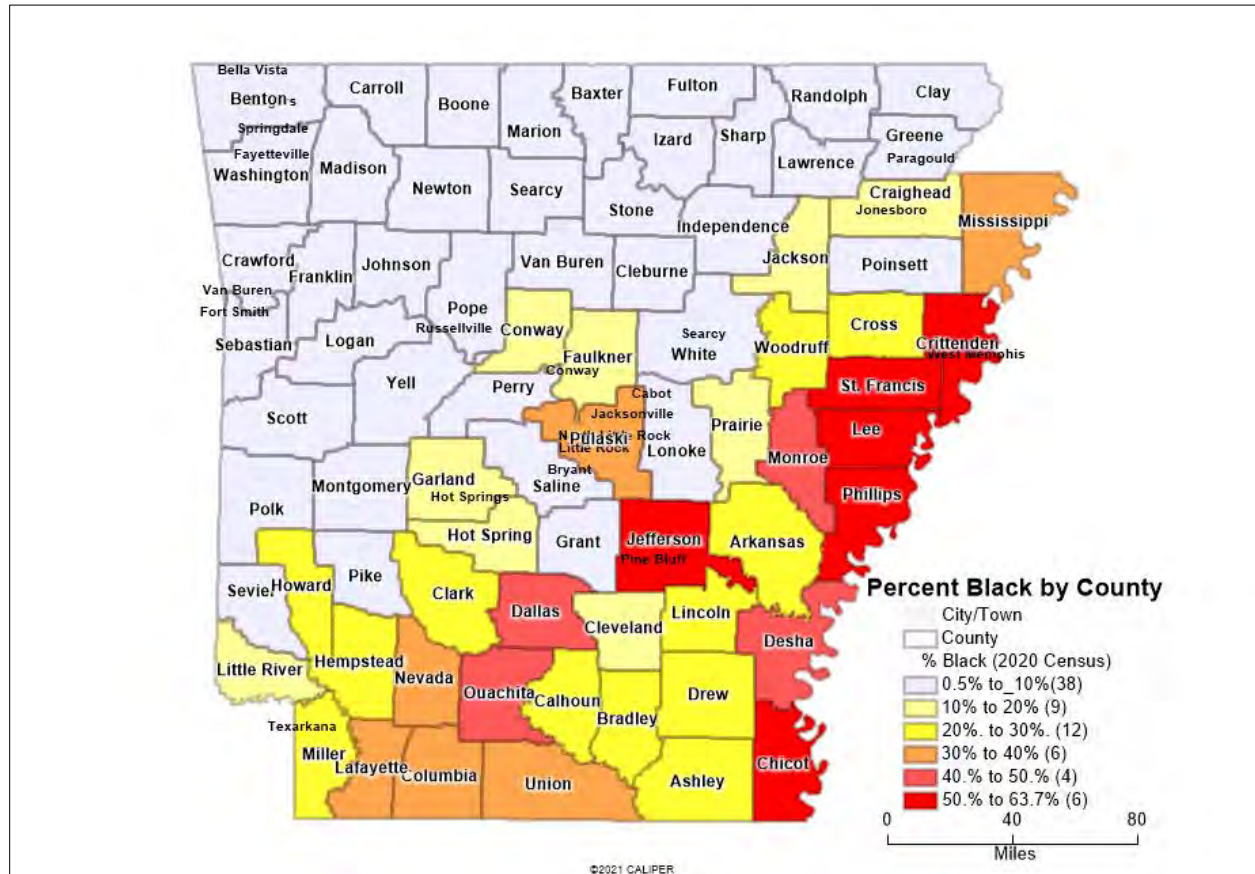 Bella Vista
Benton's
Carroll
Boone
Marion
Baxter
Fulton
Izard
Sharp
Randolph
Clay
Greene
Paragould
Lawrence
Springdale
Fayetteville
Washington
Madison
Newton
Searcy
Stone
Independence
Craighead
Jonesboro
Mississippi
Jackson
Poinsett
Crawford
Franklin
Johnson
Van Buren
Cleburne
Van Buren
Fort Smith
Sebastian
Logan
Pope
Russellville
Conway
Faulkner
Conway
Searcy
White
Woodruff
Cross
Crittenden
West Memphis
St. Francis
Scott
Yell
Perry
Cabot
Jacksonville
Pulaski
Little Rock
Lonoke
Prairie
Monroe
Lee
Phillips
Polk
Montgomery
Garland
Hot Springs
Bryant
Saline
Hot Spring
Grant
Jefferson
Pine Bluff
Arkansas
Sevier
Howard
Pike
Clark
Dallas
Cleveland
Lincoln
Desha
Little River
Hempstead
Nevada
Ouachita
Calhoun
Bradley
Drew
Texarkana
Miller
Lafayette
Columbia
Union
Ashley
Chicot
Percent Black by County
City/Town
County
% Black (2020 Census)
0.5% to_10%(38)
10% to 20% (9)
20%. to 30%. (12)
30% to 40% (6)
40.% to 50.% (4)
50.% to 63.7% (6)
0 40 80
Miles
©2021 CALIPER